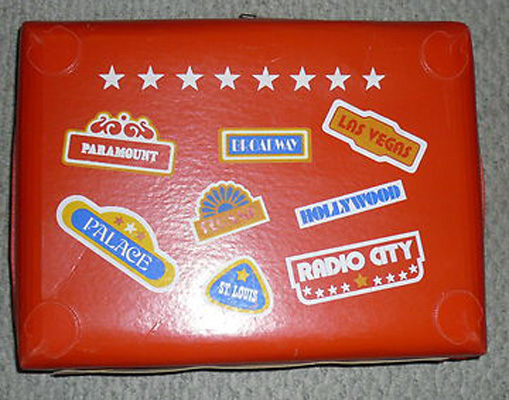 PARAMOUNT
BROADWAY
LAS VEGAS
PALACE
HOLLYWOOD
ST. LOUIS
RADIO CITY